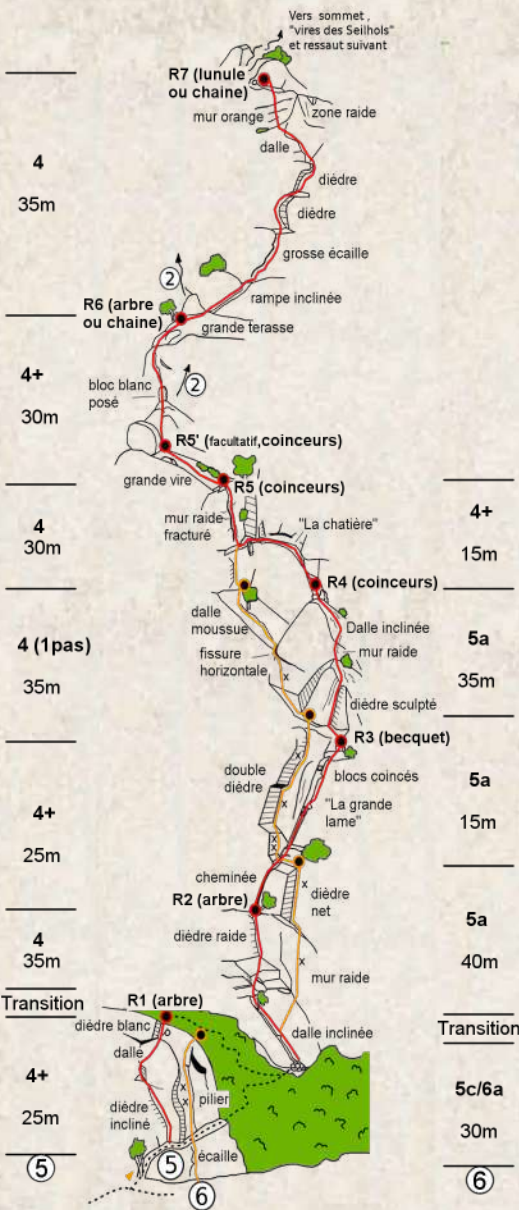 Vers sommet,
"vires des Seilhols"
et ressaut suivant
R7 (lunule
ou chaine)
mur orange
zone raide
dalle
dièdre
4
35m
dièdre
grosse écaille
2
rampe inclinée
R6 (arbre
ou chaine)
grande terasse
4+
30m
bloc blanc
posé
2
R5' (facultatif,coinceurs)
grande vire
R5 (coinceurs)
mur raide
fracturé
"La chatière"
4
30m
4+
15m
R4 (coinceurs)
dalle
moussue
Dalle inclinée
mur raide
fissure
horizontale
x
4 (1pas)
35m
5a
35m
dièdre sculpté
R3 (becquet)
double
dièdre
x
blocs coincés
x
"La grande
lame"
4+
25m
5a
15m
x
x
cheminée
x
dièdre
net
R2 (arbre)
dièdre raide
x
mur raide
4
35m
5a
40m
Transition
R1 (arbre)
dièdre blanc
dalle inclinée
Transition
dalle
4+
25m
x
x
pilier
dièdre
incliné
5c/6a
30m
écaille
5
5
6
6